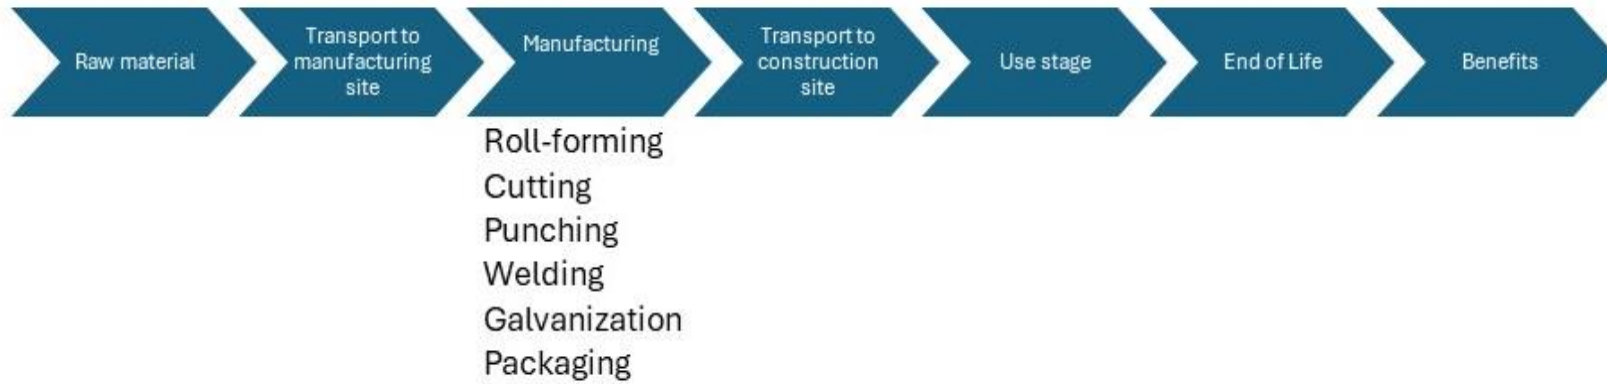 Raw material
Transport to
manufacturing
site
Manufacturing
Transport to
construction
site
Use stage
End of Life
Benefits
Roll-forming
Cutting
Punching
Welding
Galvanization
Packaging